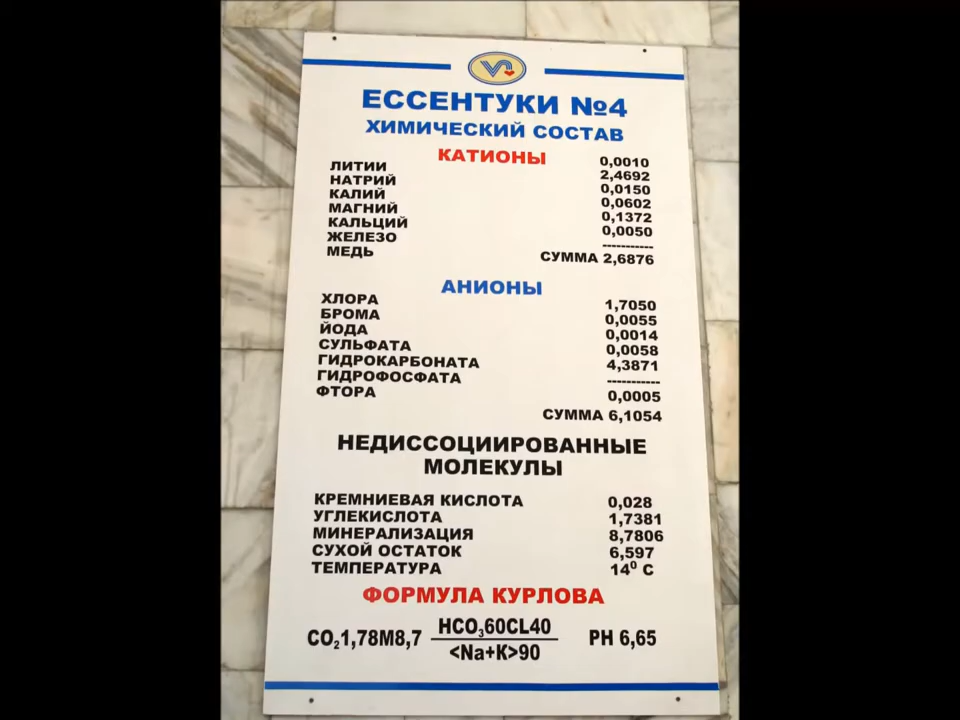 ЕССЕНТУКИ №4
ХИМИЧЕСКИЙ СОСТАВ
КАТИОНЫ
ЛИТИИ 0,0010
НАТРИЙ 2,4692
КАЛИЙ 0,0150
МАГНИЙ 0,0602
КАЛЬЦИЙ 0,1372
ЖЕЛЕЗО 0,0050
МЕДЬ -----------
СУММА 2,6876
АНИОНЫ
ХЛОРА 1,7050
БРОМА 0,0055
ЙОДА 0,0014
СУЛЬФАТА 0,0058
ГИДРОКАРБОНАТА 4,3871
ГИДРОФОСФАТА -----------
ФТОРА 0,0005
СУММА 6,1054
НЕДИССОЦИИРОВАННЫЕ
МОЛЕКУЛЫ
КРЕМНИЕВАЯ КИСЛОТА 0,028
УГЛЕКИСЛОТА 1,7381
МИНЕРАЛИЗАЦИЯ 8,7806
СУХОЙ ОСТАТОК 6,597
ТЕМПЕРАТУРА 14⁰ С
ФОРМУЛА КУРЛОВА
CO₂1,78M8,7 HCO₃60CL40 PH 6,65
<Na+K>90